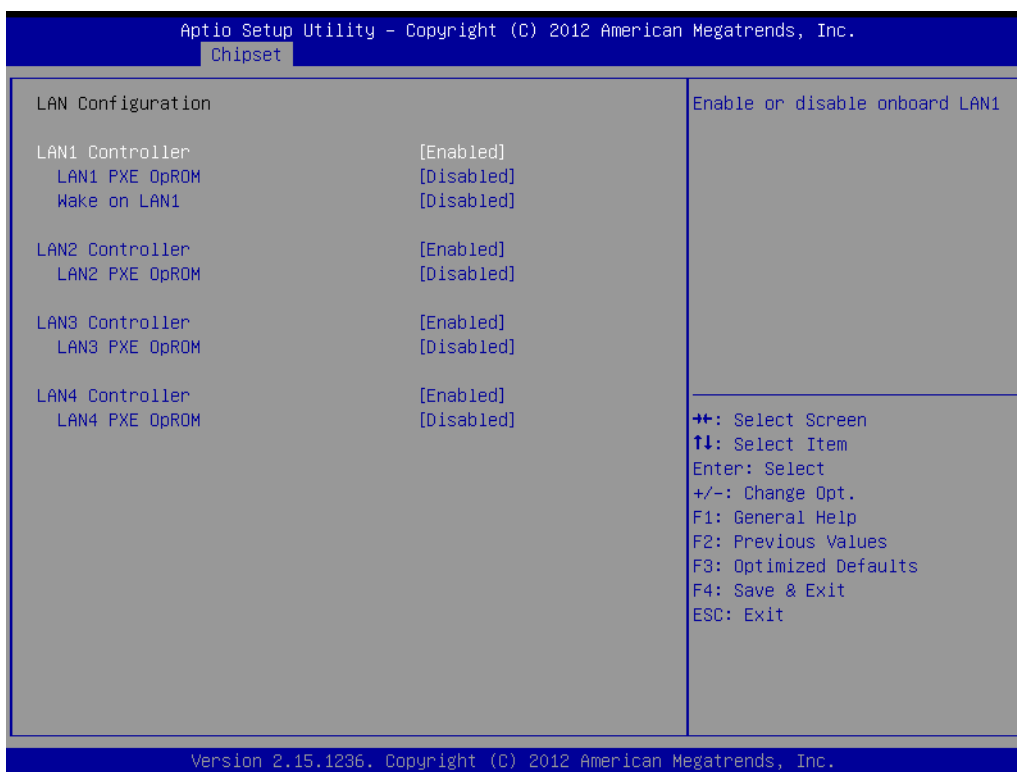 Aptio Setup Utility – Copyright (C) 2012 American Megatrends, Inc.
Chipset
LAN Configuration
LAN1 Controller [Enabled]
LAN1 PXE OpROM [Disabled]
Wake on LAN1 [Disabled]
LAN2 Controller [Enabled]
LAN2 PXE OpROM [Disabled]
LAN3 Controller [Enabled]
LAN3 PXE OpROM [Disabled]
LAN4 Controller [Enabled]
LAN4 PXE OpROM [Disabled]
Enable or disable onboard LAN1
→←: Select Screen
↑↓: Select Item
Enter: Select
+/-: Change Opt.
F1: General Help
F2: Previous Values
F3: Optimized Defaults
F4: Save & Exit
ESC: Exit
Version 2.15.1236. Copyright (C) 2012 American Megatrends, Inc.